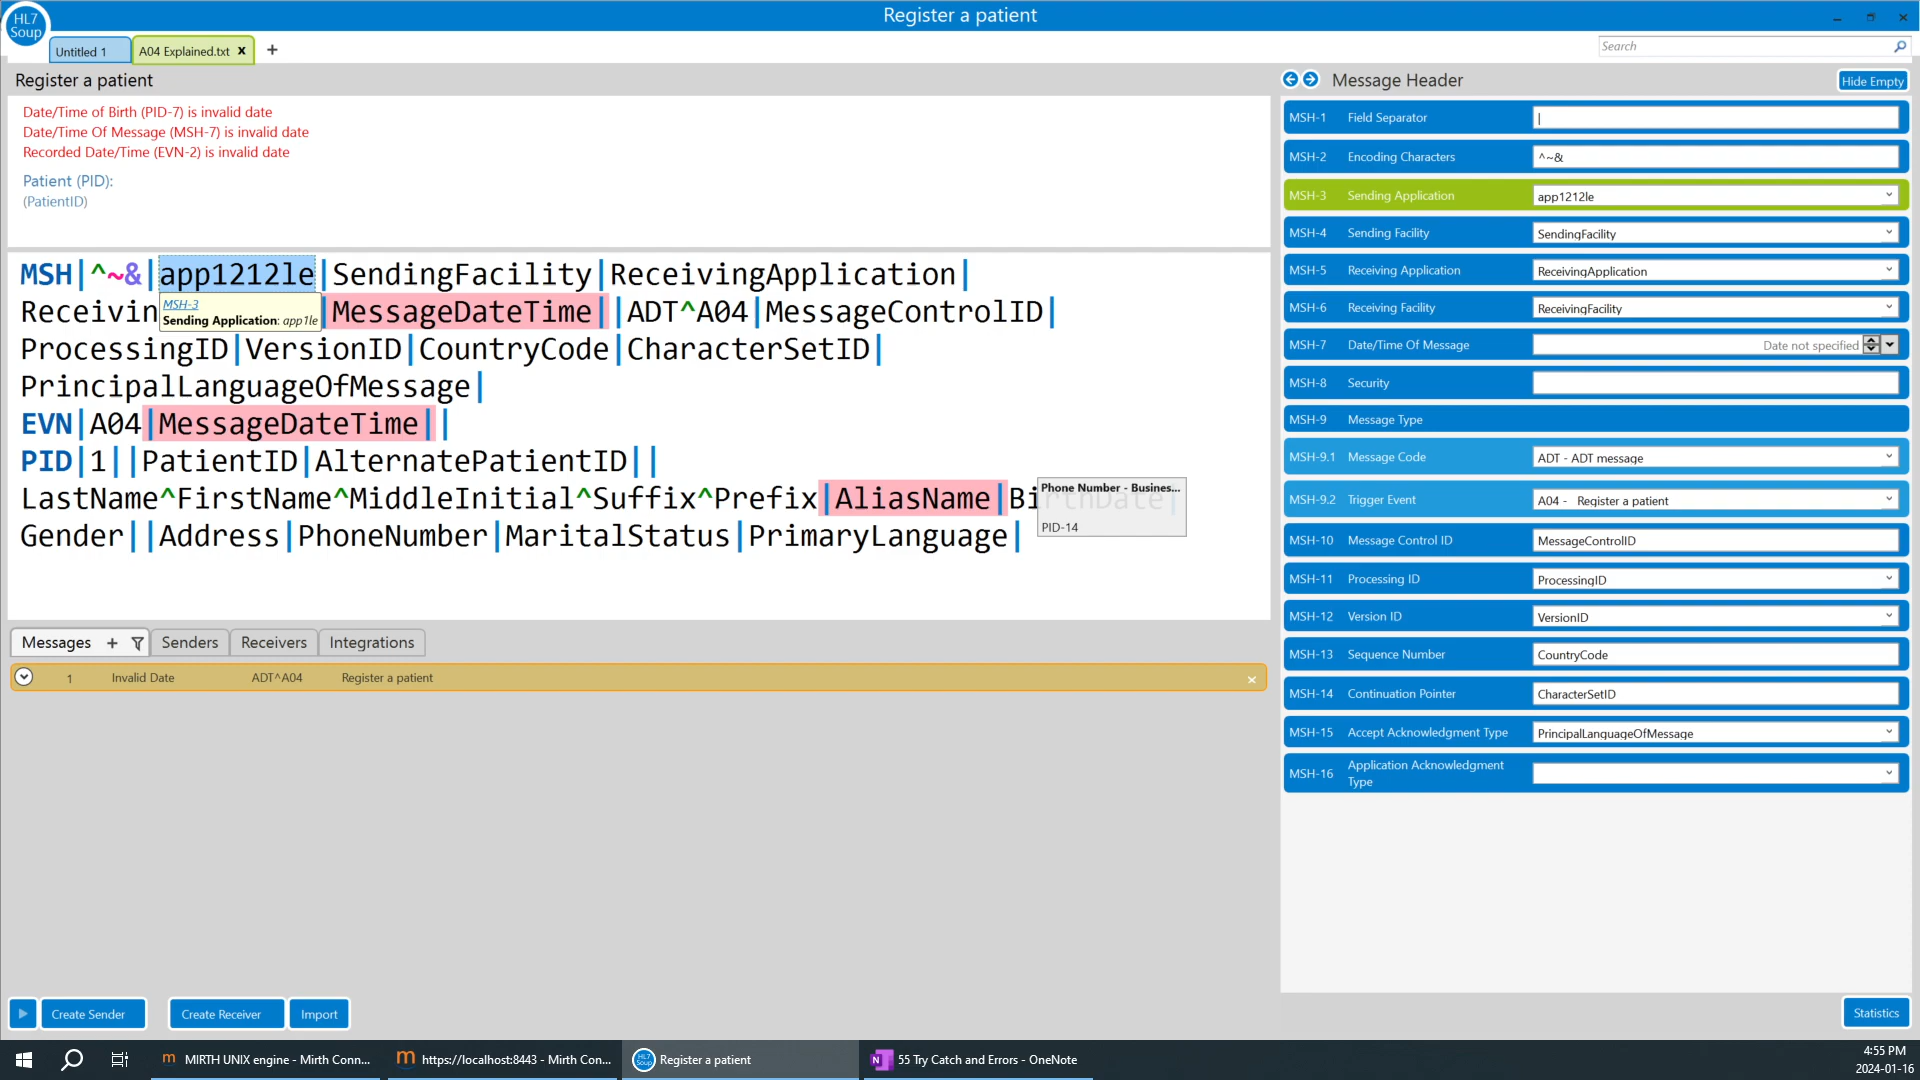 HL7
Soup
Register a patient
Untitled 1
A04 Explained.txt x +
Search
Register a patient
Date/Time of Birth (PID-7) is invalid date
Date/Time Of Message (MSH-7) is invalid date
Recorded Date/Time (EVN-2) is invalid date
Patient (PID):
(PatientID)
MSH|^~&|app1212le|SendingFacility|ReceivingApplication|
Receivin
|MessageDateTime||ADT^A04|MessageControlID|
MSH-3
Sending Application: app1le
ProcessingID|VersionID|CountryCode|CharacterSetID|
PrincipalLanguageOfMessage|
EVN|A04|MessageDateTime||
PID|1||PatientID|AlternatePatientID||
LastName^FirstName^MiddleInitial^Suffix^Prefix|AliasName|BirthDate|
Phone Number - Busines...
PID-14
Gender||Address|PhoneNumber|MaritalStatus|PrimaryLanguage|
Messages + Senders Receivers Integrations
1 Invalid Date ADT^A04 Register a patient
Create Sender Create Receiver Import
Message Header
Hide Empty
MSH-1 Field Separator |
MSH-2 Encoding Characters ^~&
MSH-3 Sending Application app1212le
MSH-4 Sending Facility SendingFacility
MSH-5 Receiving Application ReceivingApplication
MSH-6 Receiving Facility ReceivingFacility
MSH-7 Date/Time Of Message Date not specified
MSH-8 Security
MSH-9 Message Type
MSH-9.1 Message Code ADT - ADT message
MSH-9.2 Trigger Event A04 - Register a patient
MSH-10 Message Control ID MessageControlID
MSH-11 Processing ID ProcessingID
MSH-12 Version ID VersionID
MSH-13 Sequence Number CountryCode
MSH-14 Continuation Pointer CharacterSetID
MSH-15 Accept Acknowledgment Type PrincipalLanguageOfMessage
MSH-16 Application Acknowledgment
Type
Statistics
MIRTH UNIX engine - Mirth Conn...
https://localhost:8443 - Mirth Con...
HL7
Soup
Register a patient
55 Try Catch and Errors - OneNote
4:55 PM
2024-01-16